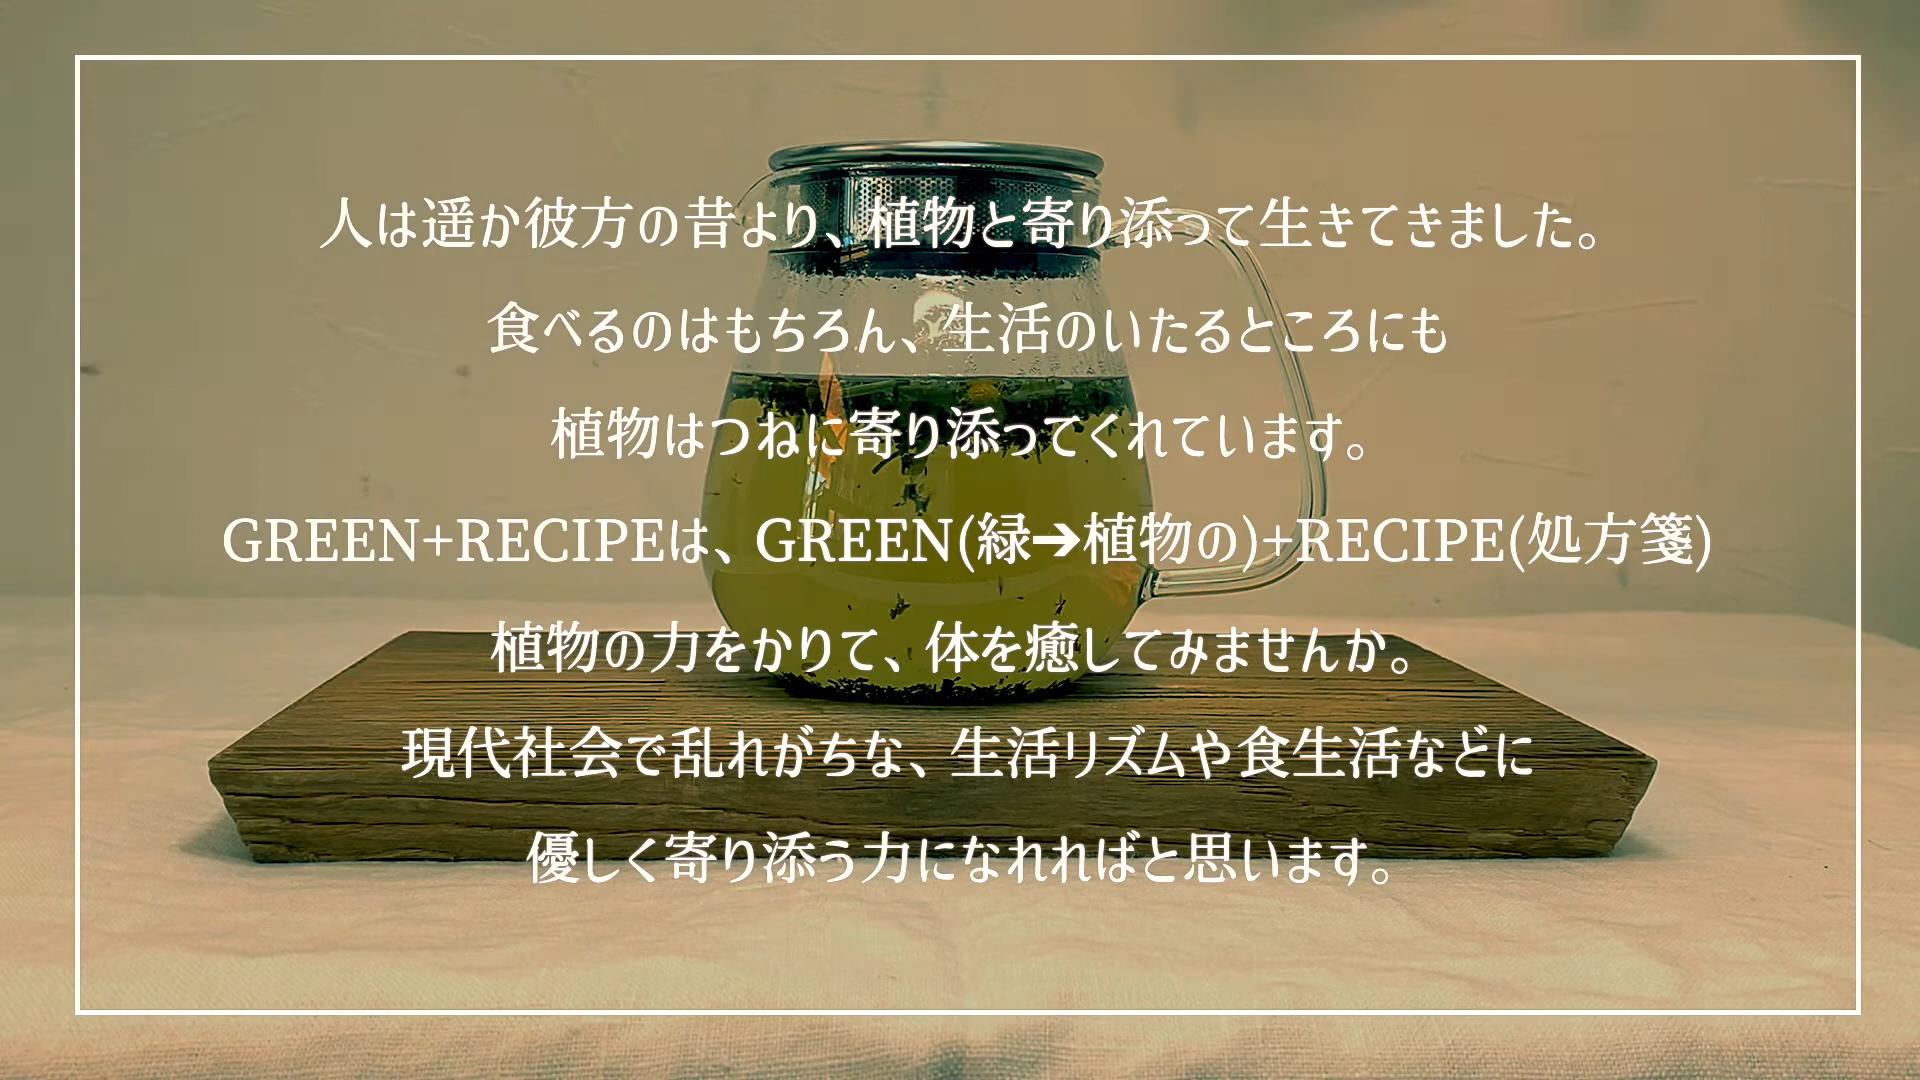 人は遥か彼方の昔より、植物と寄り添って生きてきました。
食べるのはもちろん、生活のいたるところにも
植物はつねに寄り添ってくれています。
GREEN+RECIPEは、GREEN(緑➔植物の)+RECIPE(処方箋)
植物の力をかりて、体を癒してみませんか。
現代社会で乱れがちな、生活リズムや食生活などに
優しく寄り添う力になれればと思います。